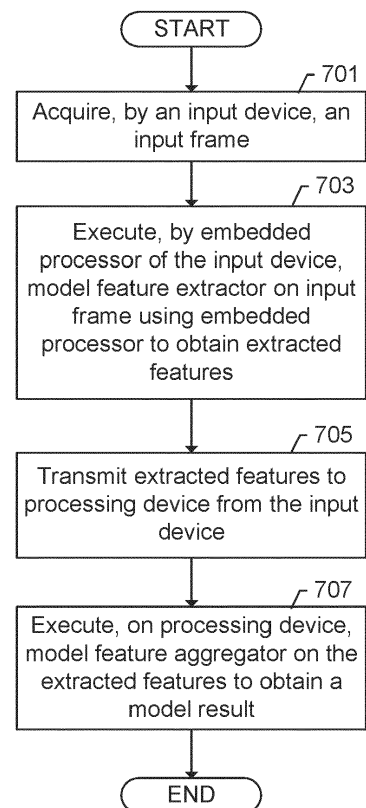 START
701
Acquire, by an input device, an
input frame
703
Execute, by embedded
processor of the input device,
model feature extractor on input
frame using embedded
processor to obtain extracted
features
705
Transmit extracted features to
processing device from the input
device
707
Execute, on processing device,
model feature aggregator on the
extracted features to obtain a
model result
END